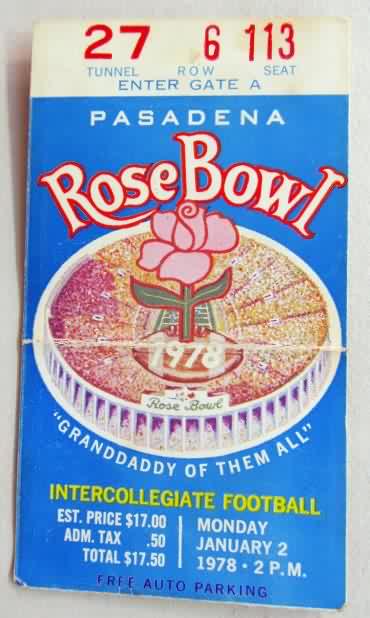 27 6 113
TUNNEL ROW SEAT
ENTER GATE A
PASADENA
Rose Bowl
1978
Rose Bowl
"GRANDDADDY OF THEM ALL"
INTERCOLLEGIATE FOOTBALL
EST. PRICE $17.00
ADM. TAX .50
TOTAL $17.50
MONDAY
JANUARY 2
1978 • 2 P.M.
FREE AUTO PARKING